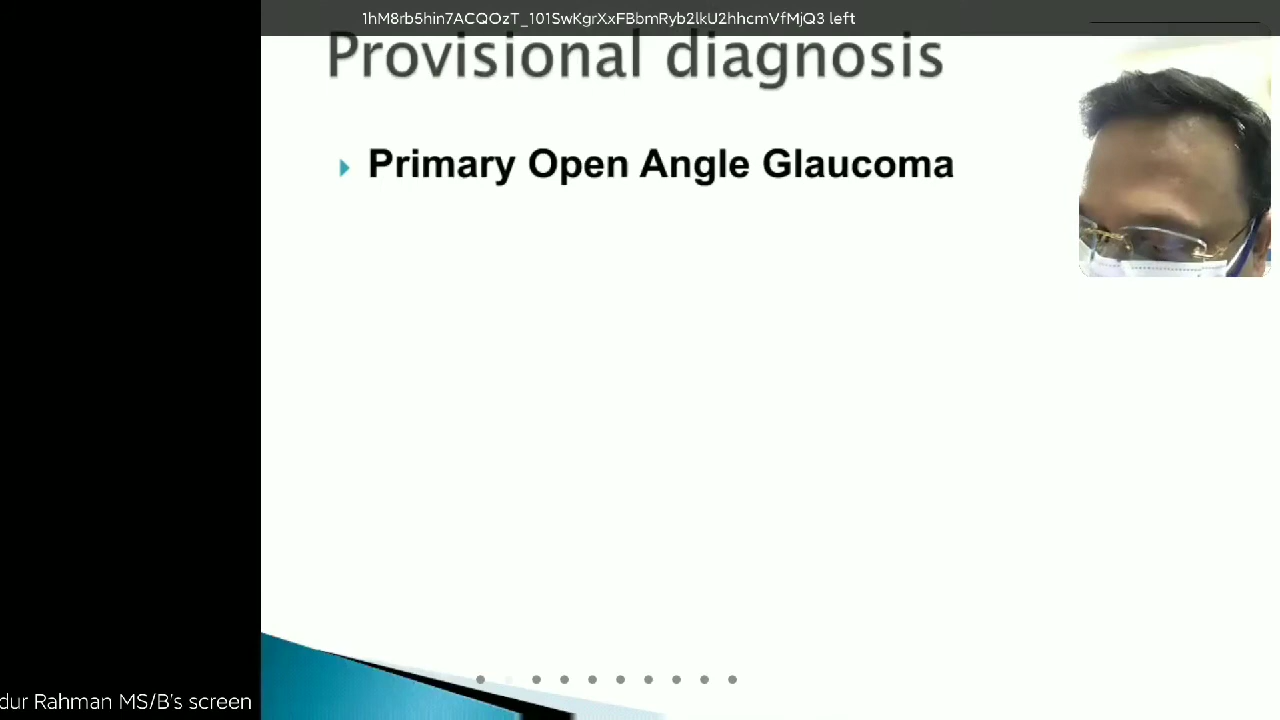 1hM8rb5hin7ACQOzT_101SwKgrXxFBbmRyb2lkU2hhcmVfMjQ3 left
Provisional diagnosis
Primary Open Angle Glaucoma
dur Rahman MS/B's screen